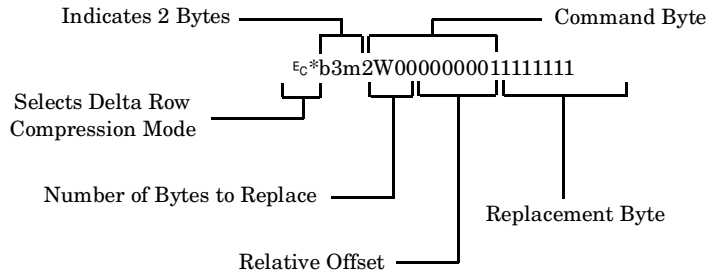 Indicates 2 Bytes
Command Byte
EC*b3m2W0000000011111111
Selects Delta Row
Compression Mode
Number of Bytes to Replace
Replacement Byte
Relative Offset